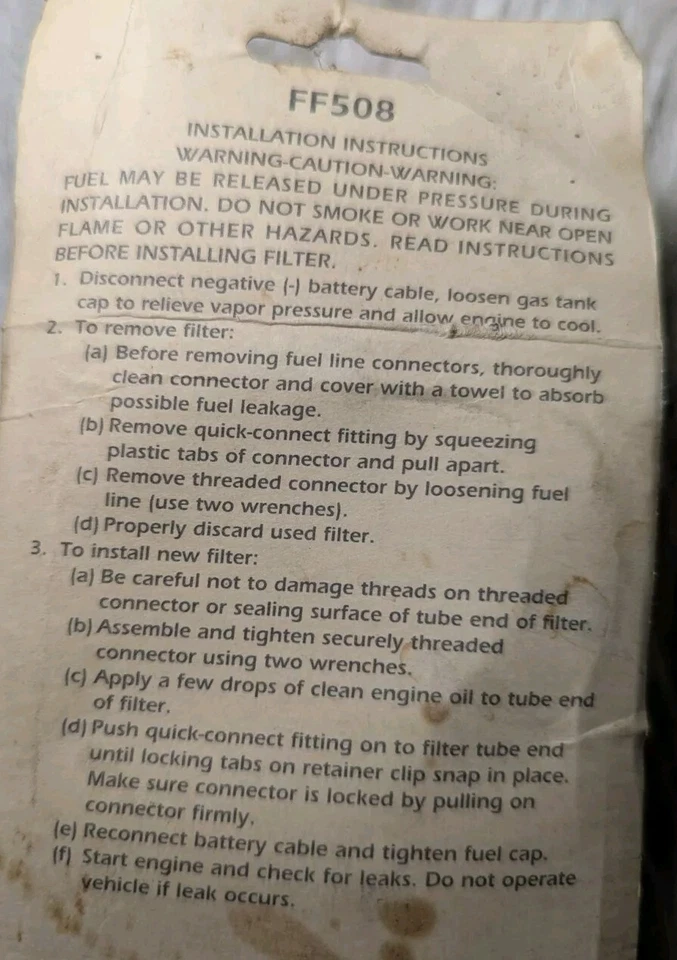 FF508
INSTALLATION INSTRUCTIONS
WARNING-CAUTION-WARNING:
FUEL MAY BE RELEASED UNDER PRESSURE DURING
INSTALLATION. DO NOT SMOKE OR WORK NEAR OPEN
FLAME OR OTHER HAZARDS. READ INSTRUCTIONS
BEFORE INSTALLING FILTER.
1. Disconnect negative (-) battery cable, loosen gas tank
cap to relieve vapor pressure and allow engine to cool.
2. To remove filter:
(a) Before removing fuel line connectors, thoroughly
clean connector and cover with a towel to absorb
possible fuel leakage.
(b) Remove quick-connect fitting by squeezing
plastic tabs of connector and pull apart.
(c) Remove threaded connector by loosening fuel
line (use two wrenches).
(d) Properly discard used filter.
3. To install new filter:
(a) Be careful not to damage threads on threaded
connector or sealing surface of tube end of filter.
(b) Assemble and tighten securely threaded
connector using two wrenches.
(c) Apply a few drops of clean engine oil to tube end
of filter.
(d) Push quick-connect fitting on to filter tube end
until locking tabs on retainer clip snap in place.
Make sure connector is locked by pulling on
connector firmly.
(e) Reconnect battery cable and tighten fuel cap.
(f) Start engine and check for leaks. Do not operate
vehicle if leak occurs.